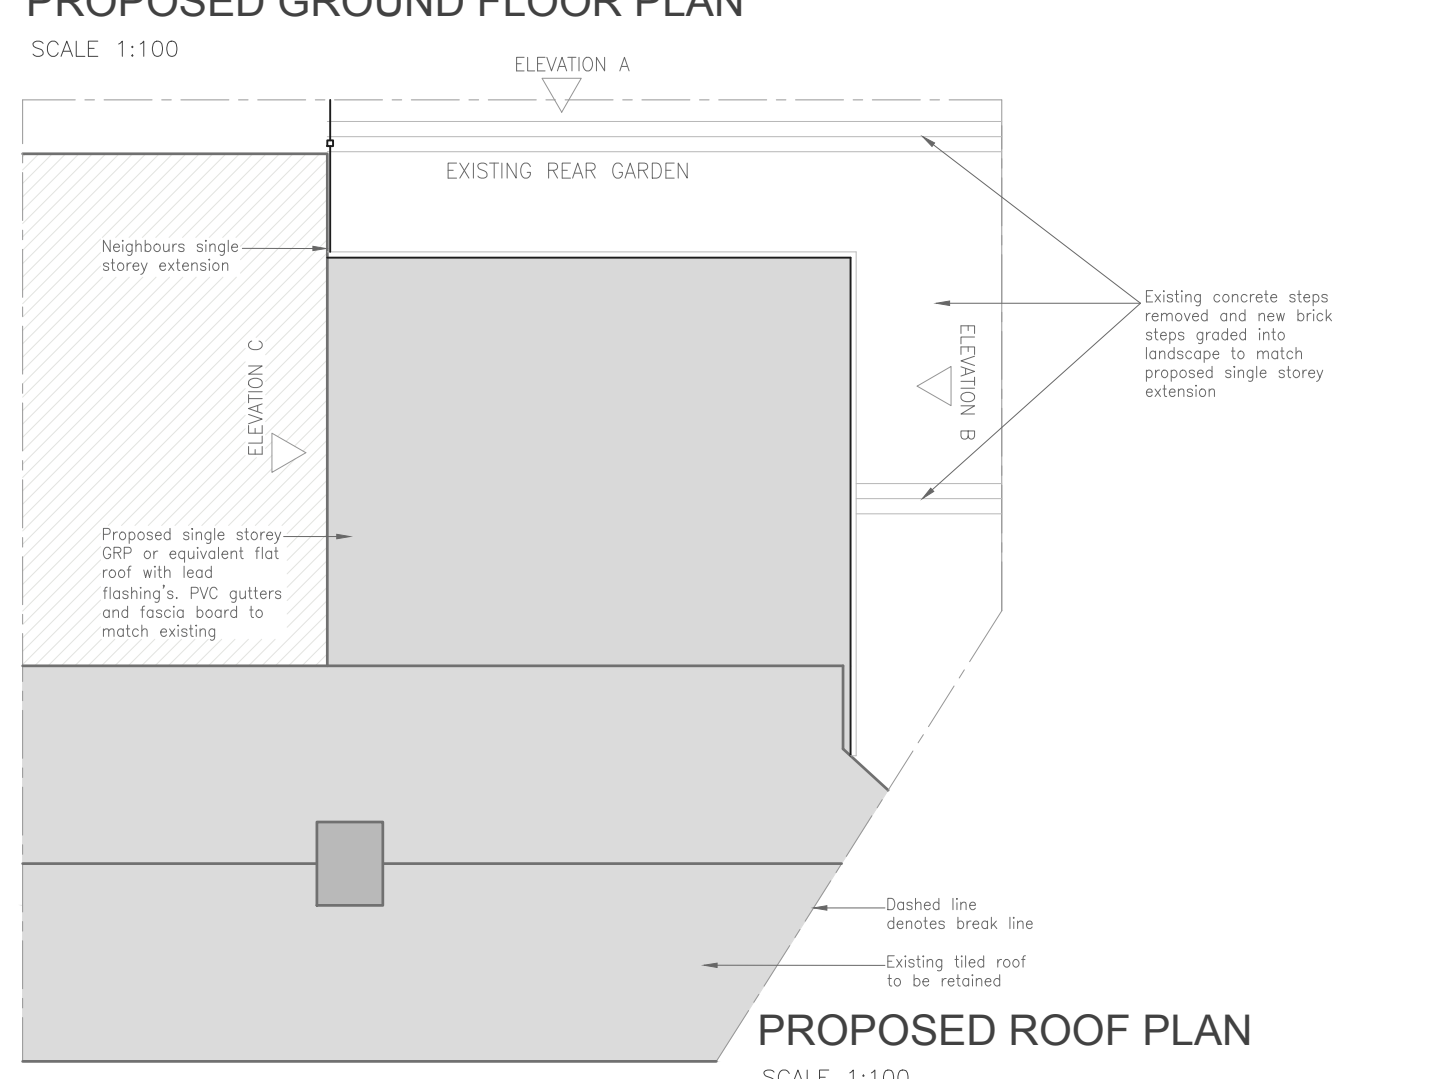 PROPOSED GROUND FLOOR PLAN
SCALE 1:100
ELEVATION A
EXISTING REAR GARDEN
Neighbours single
storey extension
ELEVATION C
Existing concrete steps
removed and new brick
steps graded into
landscape to match
proposed single storey
extension
ELEVATION B
Proposed single storey
GRP or equivalent flat
roof with lead
flashing's. PVC gutters
and fascia board to
match existing
Dashed line
denotes break line
Existing tiled roof
to be retained
PROPOSED ROOF PLAN
SCALE 1:100